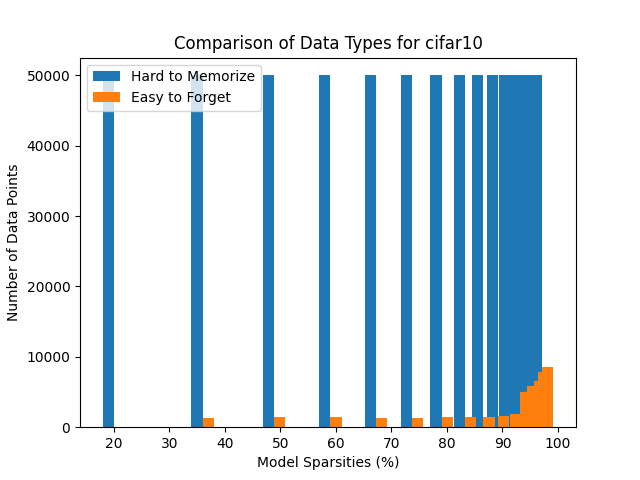 Comparison of Data Types for cifar10
Hard to Memorize
Easy to Forget
Number of Data Points
50000
40000
30000
20000
10000
0
20 30 40 50 60 70 80 90 100
Model Sparsities (%)